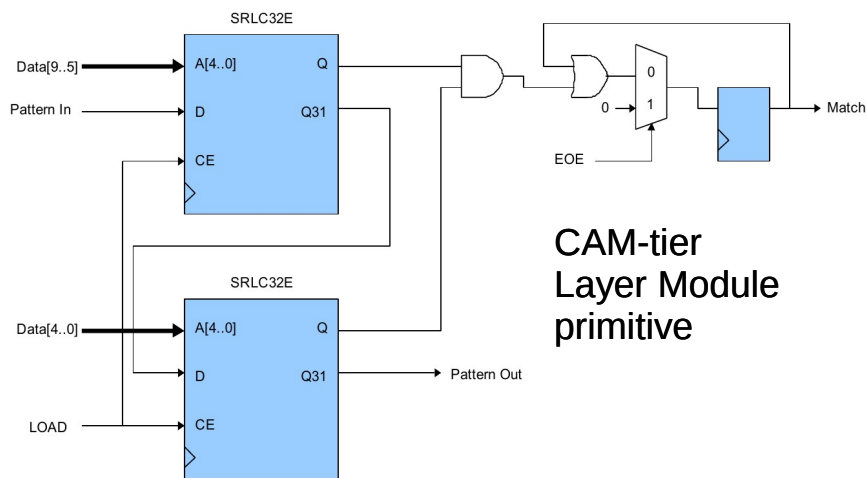 SRLC32E
Data[9..5]
A[4..0]
Q
Pattern In
D
Q31
CE
0
0
1
Match
EOE
CAM-tier
Layer Module
primitive
SRLC32E
Data[4..0]
A[4..0]
Q
D
Q31
Pattern Out
LOAD
CE